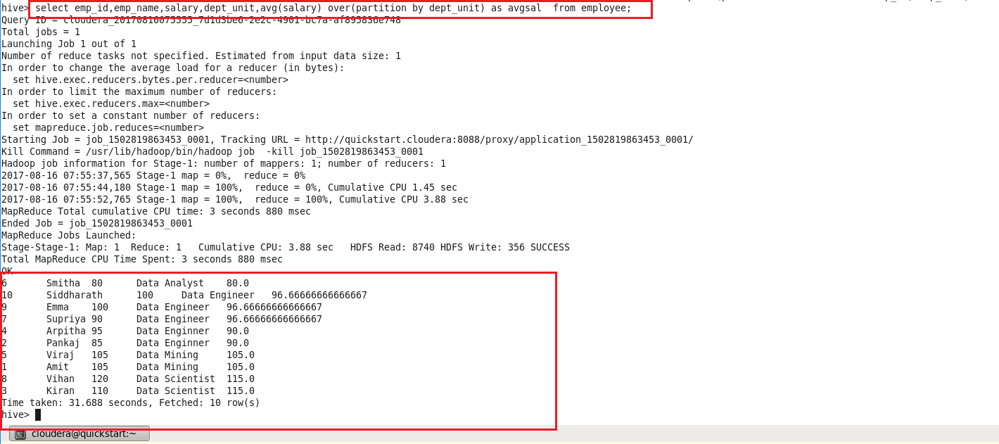 hive> select emp_id,emp_name,salary,dept_unit,avg(salary) over(partition by dept_unit) as avgsal  from employee;
Query ID = cloudera_20170816075555_7d1d3be6-2e2c-4901-bc7a-af895836e748
Total jobs = 1
Launching Job 1 out of 1
Number of reduce tasks not specified. Estimated from input data size: 1
In order to change the average load for a reducer (in bytes):
  set hive.exec.reducers.bytes.per.reducer=<number>
In order to limit the maximum number of reducers:
  set hive.exec.reducers.max=<number>
In order to set a constant number of reducers:
  set mapreduce.job.reduces=<number>
Starting Job = job_1502819863453_0001, Tracking URL = http://quickstart.cloudera:8088/proxy/application_1502819863453_0001/
Kill Command = /usr/lib/hadoop/bin/hadoop job  -kill job_1502819863453_0001
Hadoop job information for Stage-1: number of mappers: 1; number of reducers: 1
2017-08-16 07:55:37,565 Stage-1 map = 0%,  reduce = 0%
2017-08-16 07:55:44,180 Stage-1 map = 100%,  reduce = 0%, Cumulative CPU 1.45 sec
2017-08-16 07:55:52,765 Stage-1 map = 100%,  reduce = 100%, Cumulative CPU 3.88 sec
MapReduce Total cumulative CPU time: 3 seconds 880 msec
Ended Job = job_1502819863453_0001
MapReduce Jobs Launched:
Stage-Stage-1: Map: 1  Reduce: 1   Cumulative CPU: 3.88 sec   HDFS Read: 8740 HDFS Write: 356 SUCCESS
Total MapReduce CPU Time Spent: 3 seconds 880 msec
OK
6       Smitha  80      Data Analyst    80.0
10      Siddharath      100     Data Engineer   96.66666666666667
9       Emma    100     Data Engineer   96.66666666666667
7       Supriya 90      Data Engineer   96.66666666666667
4       Arpitha 95      Data Enginner   90.0
2       Pankaj  85      Data Enginner   90.0
5       Viraj   105     Data Mining     105.0
1       Amit    105     Data Mining     105.0
8       Vihan   120     Data Scientist  115.0
3       Kiran   110     Data Scientist  115.0
Time taken: 31.688 seconds, Fetched: 10 row(s)
hive>
cloudera@quickstart:~